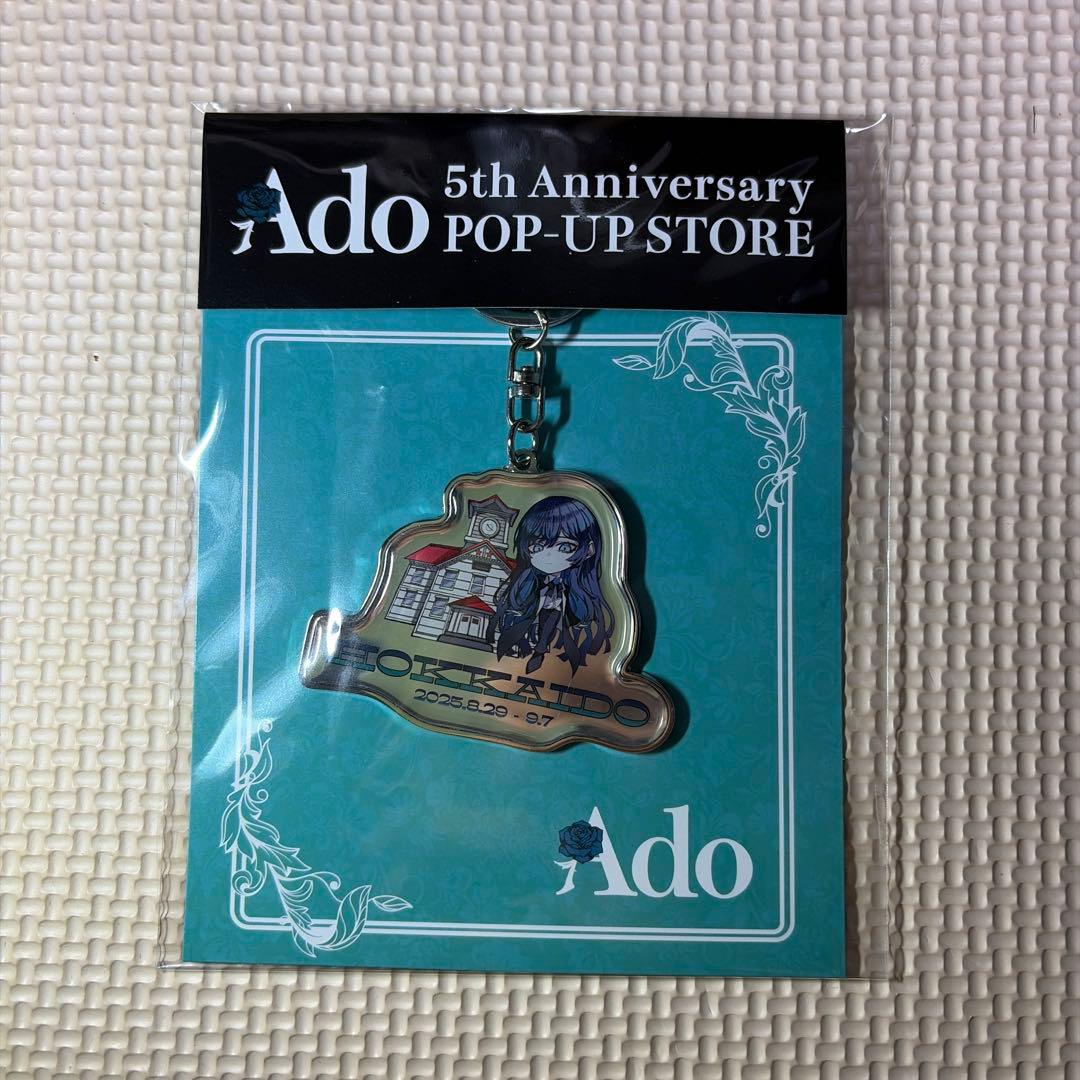 Ado
5th Anniversary
POP-UP STORE
HOKKAIDO
2025.8.29 - 9.7
Ado